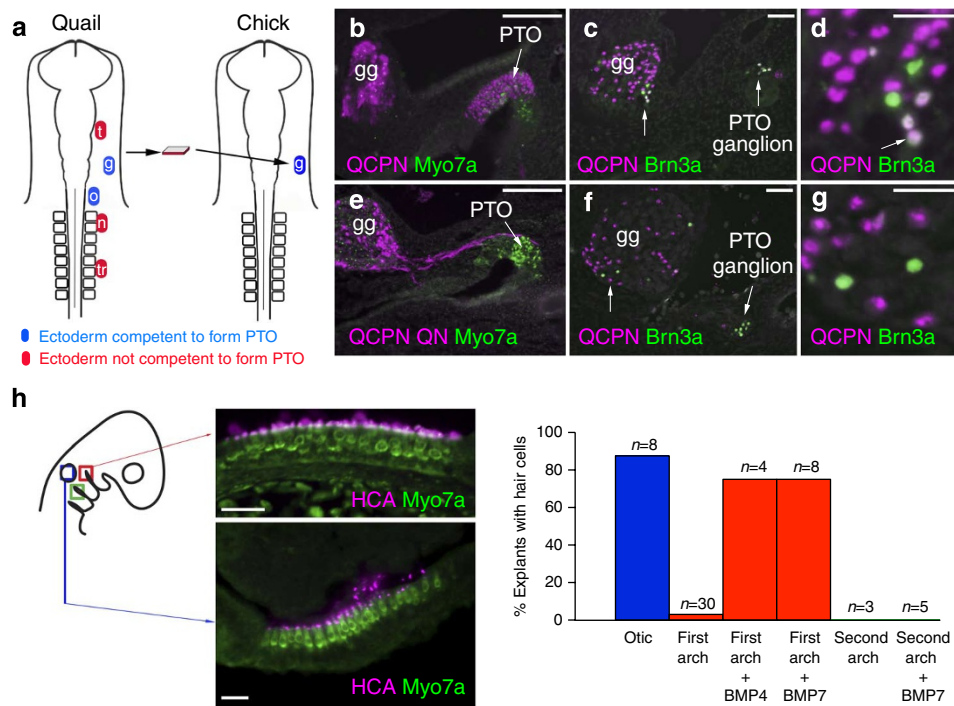 a
Quail
Chick
t
g
o
n
tr
g
Ectoderm competent to form PTO
Ectoderm not competent to form PTO
b
PTO
gg
QCPN Myo7a
c
gg
PTO
ganglion
QCPN Brn3a
d
QCPN Brn3a
e
PTO
gg
QCPN QN Myo7a
f
gg
PTO
ganglion
QCPN Brn3a
g
QCPN Brn3a
h
HCA Myo7a
HCA Myo7a
% Explants with hair cells
100
80
60
40
20
0
n=8
n=30
n=4
n=8
n=3
n=5
Otic
First
arch
First
arch
+
BMP4
First
arch
+
BMP7
Second
arch
Second
arch
+
BMP7